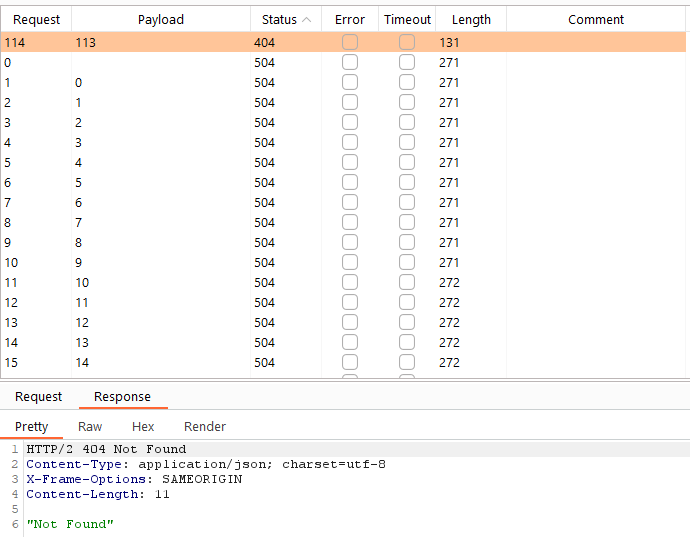 Request Payload Status Error Timeout Length Comment
114 113 404 131
0 504 271
1 0 504 271
2 1 504 271
3 2 504 271
4 3 504 271
5 4 504 271
6 5 504 271
7 6 504 271
8 7 504 271
9 8 504 271
10 9 504 271
11 10 504 272
12 11 504 272
13 12 504 272
14 13 504 272
15 14 504 272
Request Response
Pretty Raw Hex Render
1 HTTP/2 404 Not Found
2 Content-Type: application/json; charset=utf-8
3 X-Frame-Options: SAMEORIGIN
4 Content-Length: 11
5
6 "Not Found"